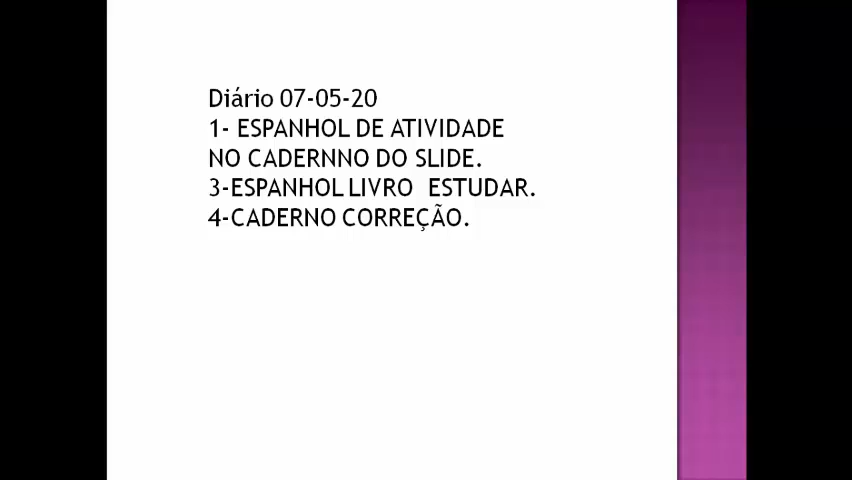 Diário 07-05-20
1- ESPANHOL DE ATIVIDADE
NO CADERNNO DO SLIDE.
3-ESPANHOL LIVRO  ESTUDAR.
4-CADERNO CORREÇÃO.